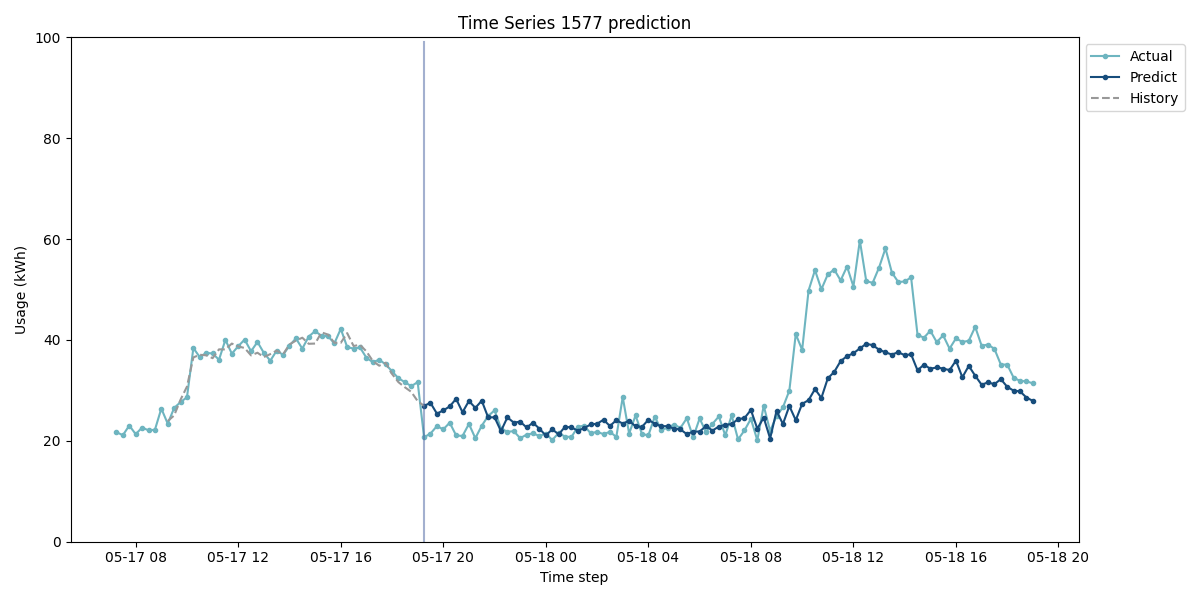 Time Series 1577 prediction
100
80
60
40
20
0
Usage (kWh)
05-17 08
05-17 12
05-17 16
05-17 20
05-18 00
05-18 04
05-18 08
05-18 12
05-18 16
05-18 20
Time step
Actual
Predict
History